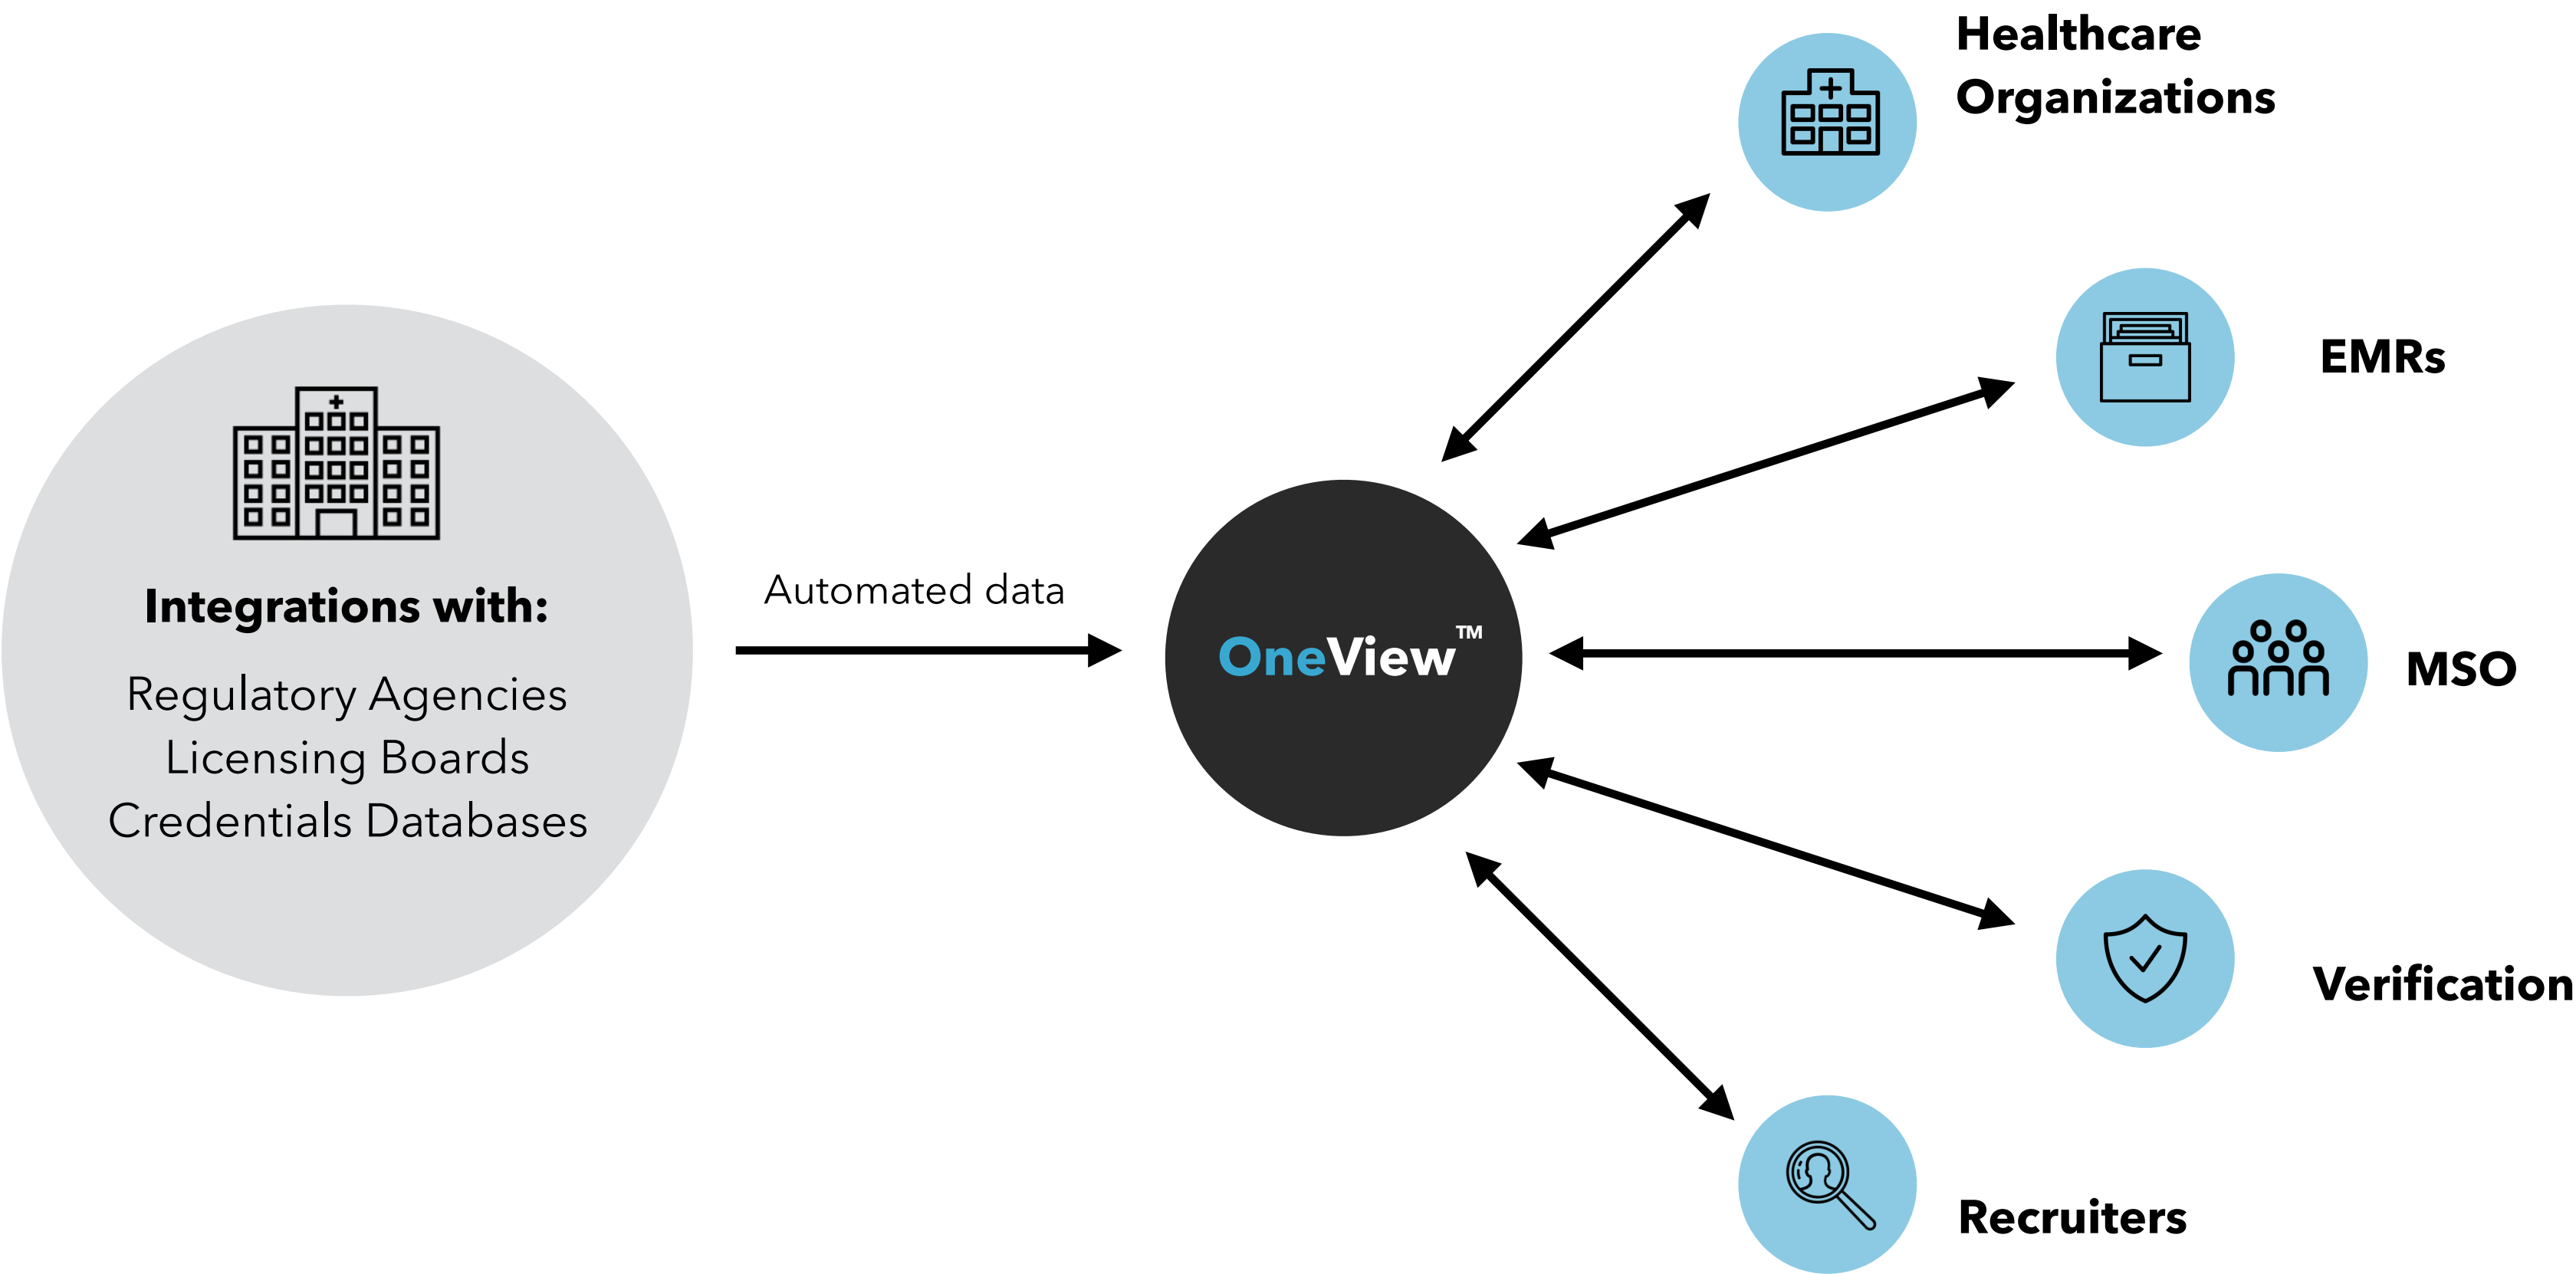 Integrations with:
Regulatory Agencies
Licensing Boards
Credentials Databases
Automated data
OneView™
Healthcare
Organizations
EMRs
MSO
Verification
Recruiters